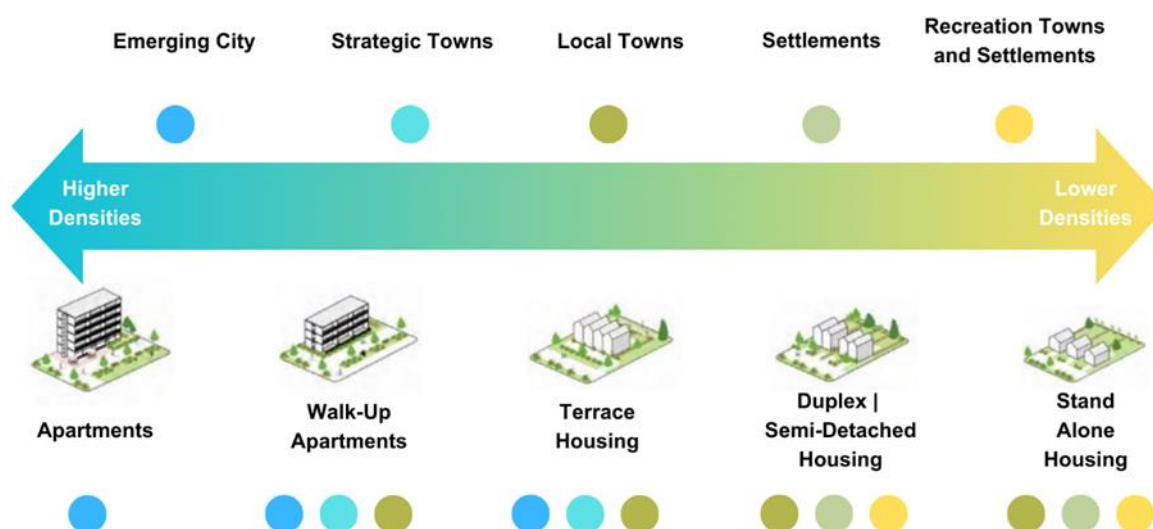 Emerging City
Strategic Towns
Local Towns
Settlements
Recreation Towns
and Settlements
Higher
Densities
Lower
Densities
Apartments
Walk-Up
Apartments
Terrace
Housing
Duplex |
Semi-Detached
Housing
Stand
Alone
Housing